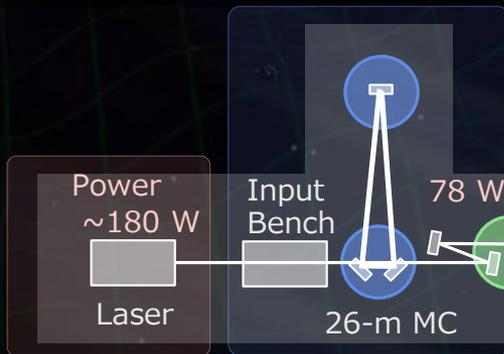 Power
~180 W
Input
Bench
78 W
Laser
26-m MC